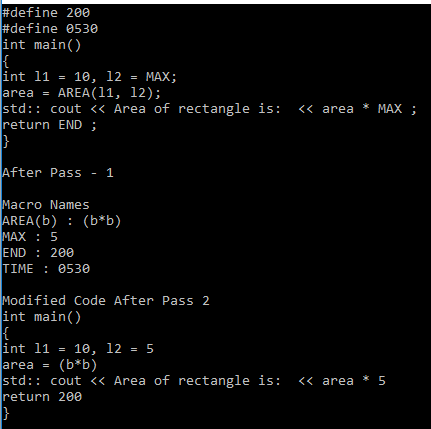 #define 200
#define 0530
int main()
{
int l1 = 10, l2 = MAX;
area = AREA(l1, l2);
std:: cout << Area of rectangle is:  << area * MAX ;
return END ;
}
After Pass - 1
Macro Names
AREA(b) : (b*b)
MAX : 5
END : 200
TIME : 0530
Modified Code After Pass 2
int main()
{
int l1 = 10, l2 = 5
area = (b*b)
std:: cout << Area of rectangle is:  << area * 5
return 200
}